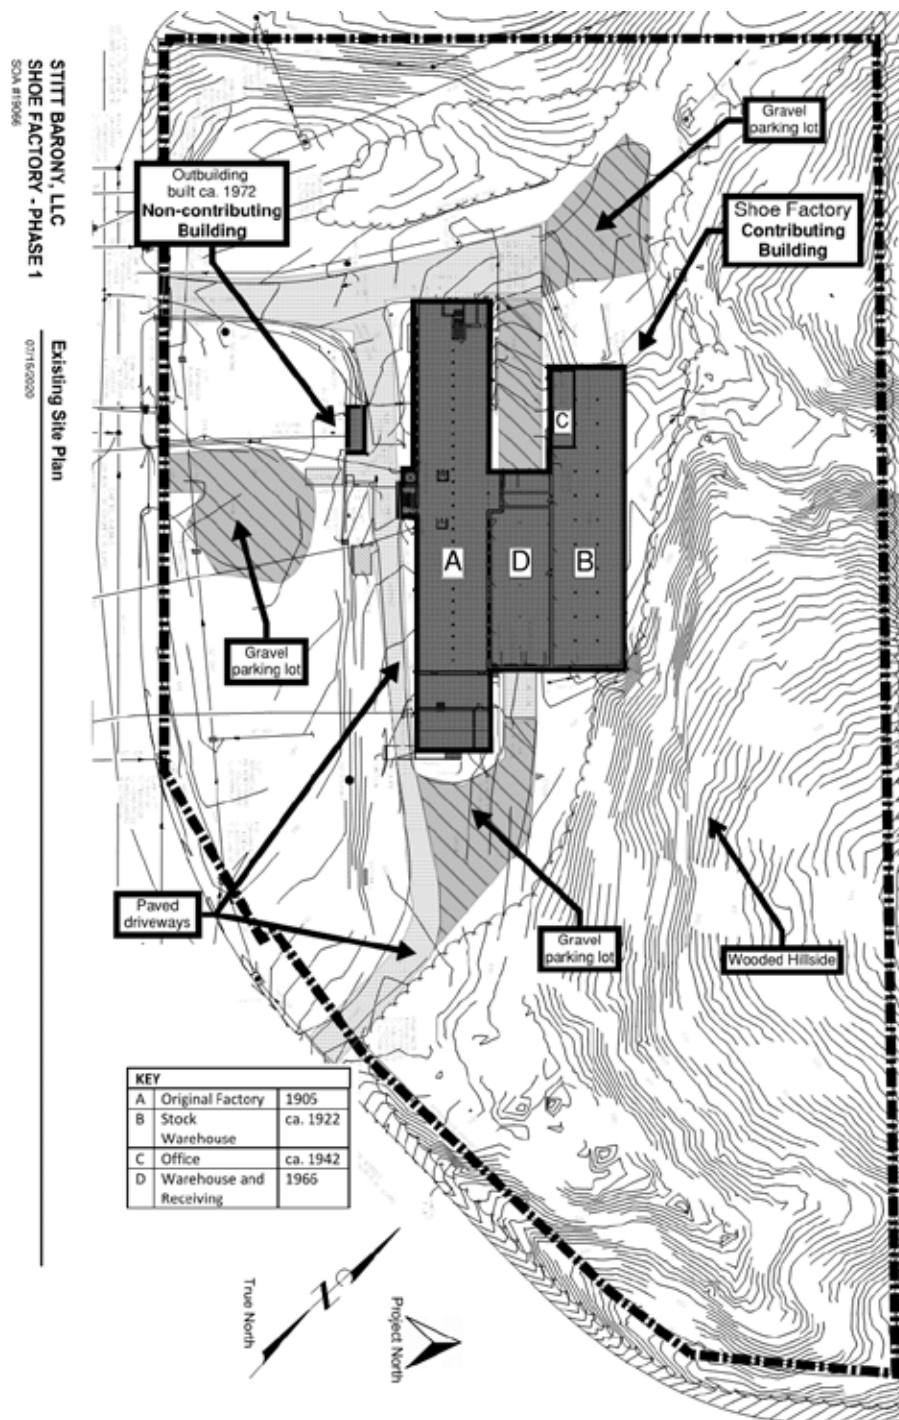 STITT BARONY, LLC
SHOE FACTORY - PHASE 1
SOA #19066
Existing Site Plan
07/16/2020
Gravel
parking lot
Outbuilding
built ca. 1972
Non-contributing
Building
Shoe Factory
Contributing
Building
C
A
D
B
Gravel
parking lot
Paved
driveways
Gravel
parking lot
Wooded Hillside
KEY
A Original Factory 1905
B Stock ca. 1922
Warehouse
C Office ca. 1942
D Warehouse and 1966
Receiving
True North
N
Project North